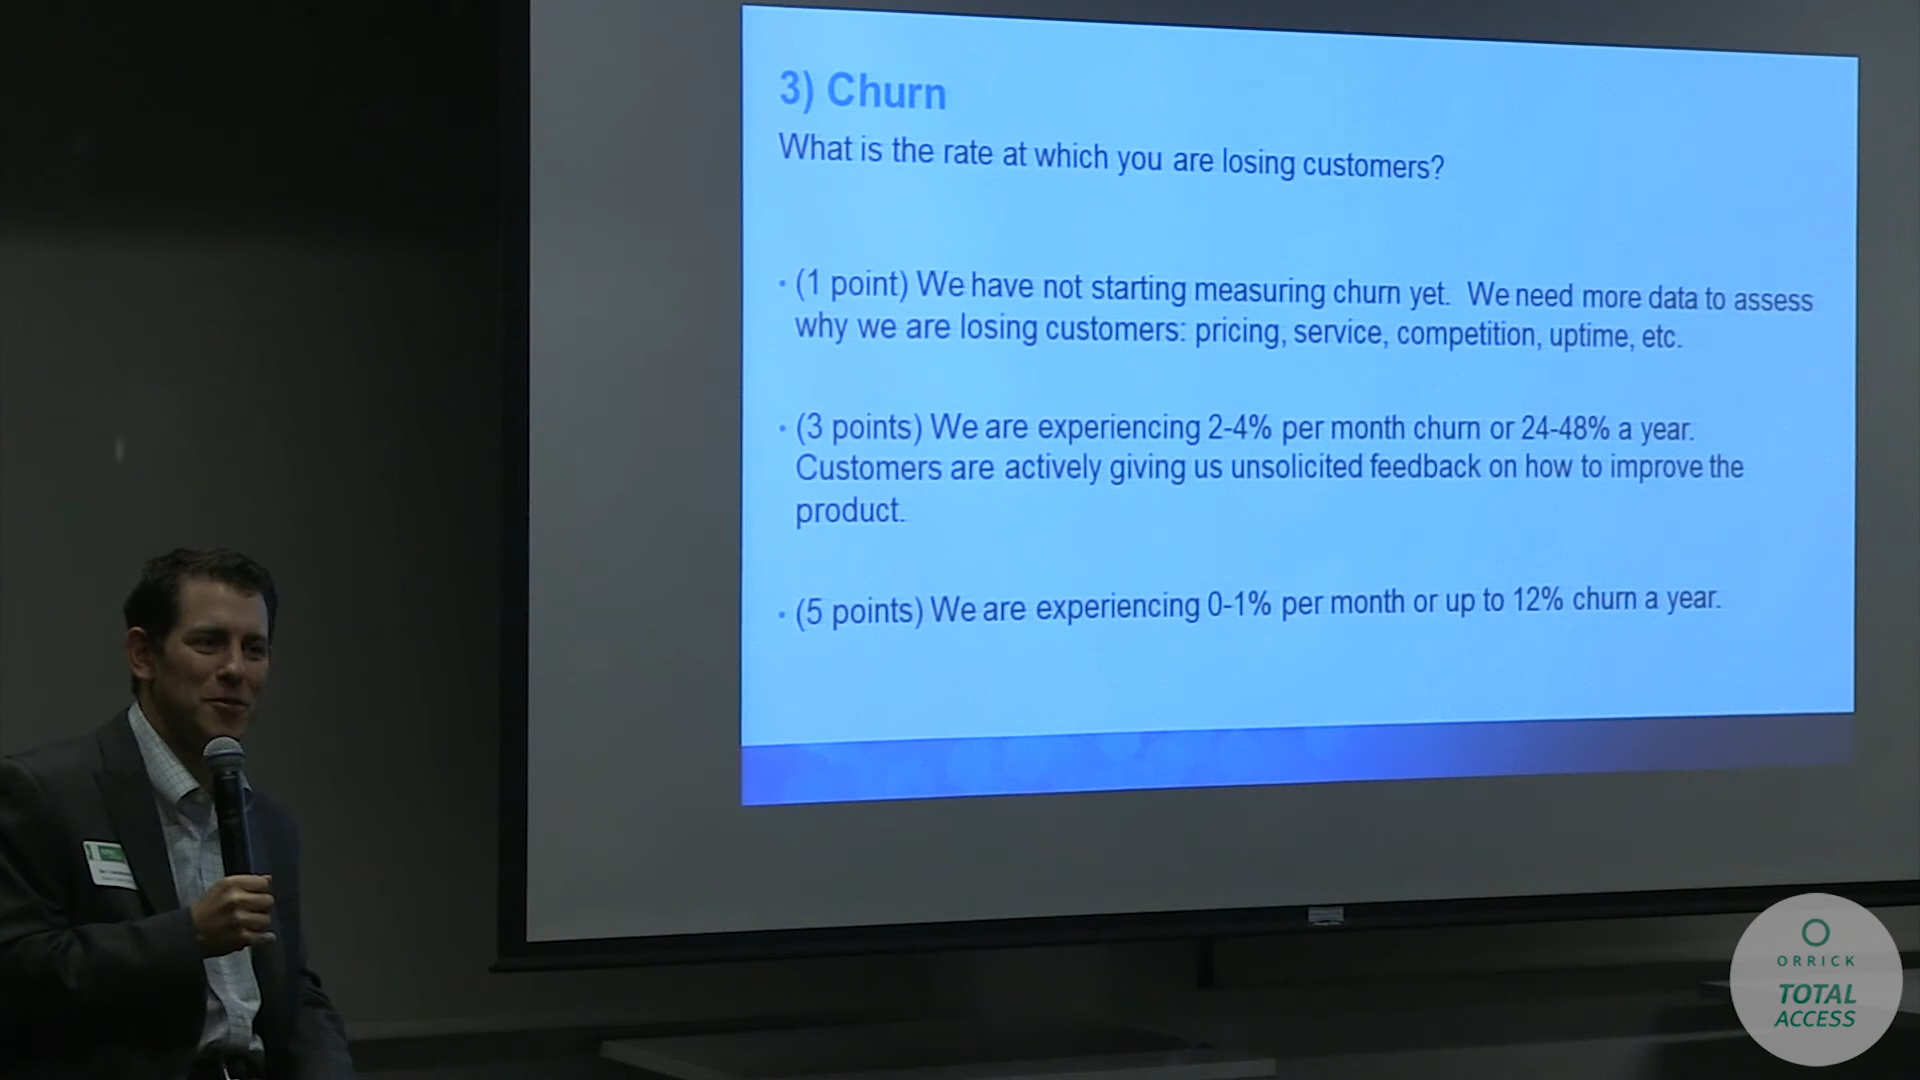 3) Churn
What is the rate at which you are losing customers?
• (1 point) We have not starting measuring churn yet. We need more data to assess
why we are losing customers: pricing, service, competition, uptime, etc.
• (3 points) We are experiencing 2-4% per month churn or 24-48% a year.
Customers are actively giving us unsolicited feedback on how to improve the
product.
• (5 points) We are experiencing 0-1% per month or up to 12% churn a year.
ORRICK
TOTAL
ACCESS